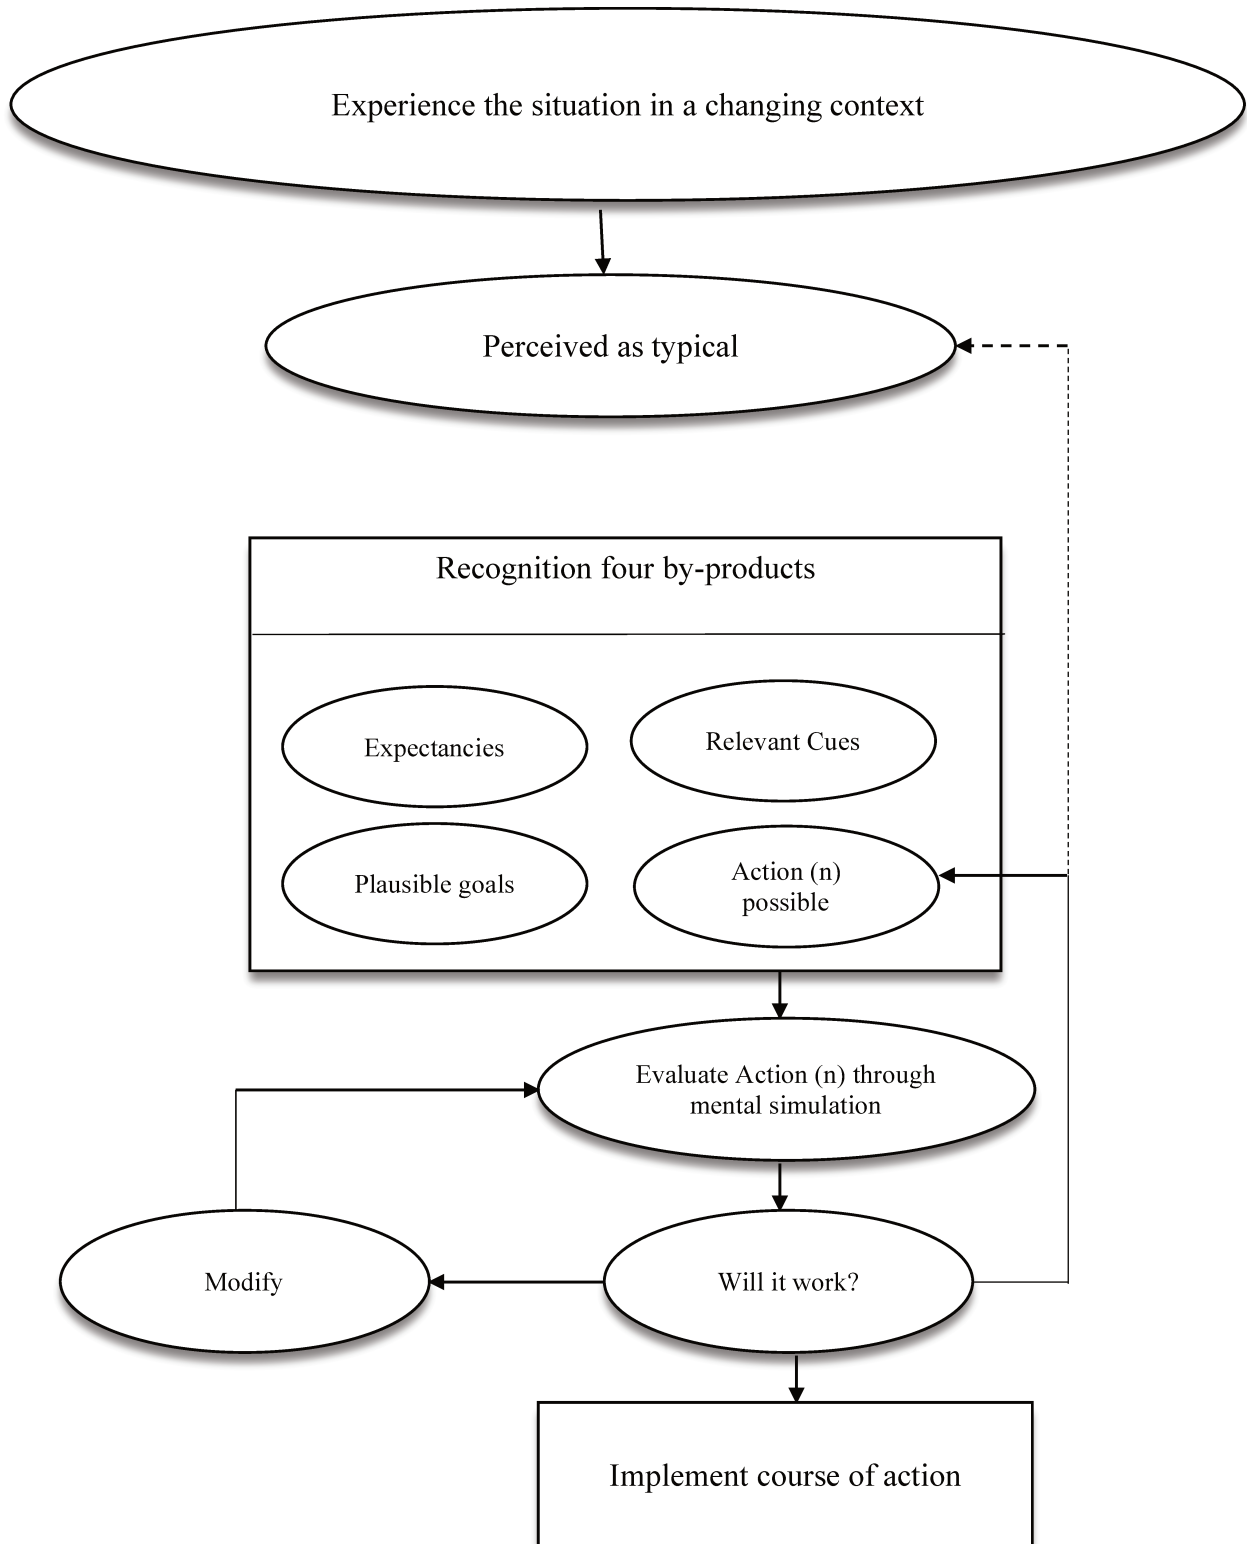 Experience the situation in a changing context
Perceived as typical
Recognition four by-products
Expectancies
Relevant Cues
Plausible goals
Action (n)
possible
Evaluate Action (n) through
mental simulation
Modify
Will it work?
Implement course of action